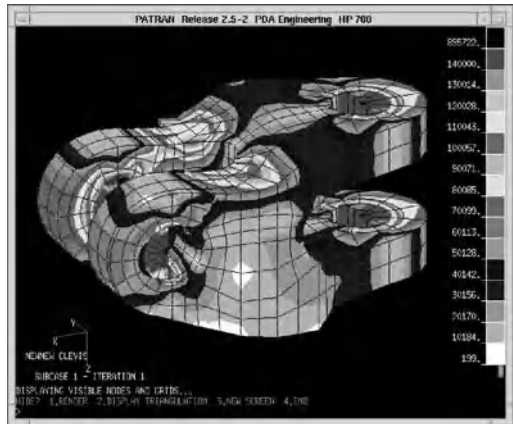 PATRAN Release 2.5-2 PDA Engineering HP 700
895722.
140000.
130014.
120028.
110043.
100057.
90071.
80085.
70099.
60113.
50128.
40142.
30156.
20170.
10184.
199.
Y
X
Z
NEWNEW CLEVIS
SUBCASE 1 - ITERATION 1
DISPLAYING VISIBLE NODES AND GRIDS...
HIDE? 1.RENDER 2.DISPLAY TRIANGULATION 3.NEW SCREEN 4.END
>